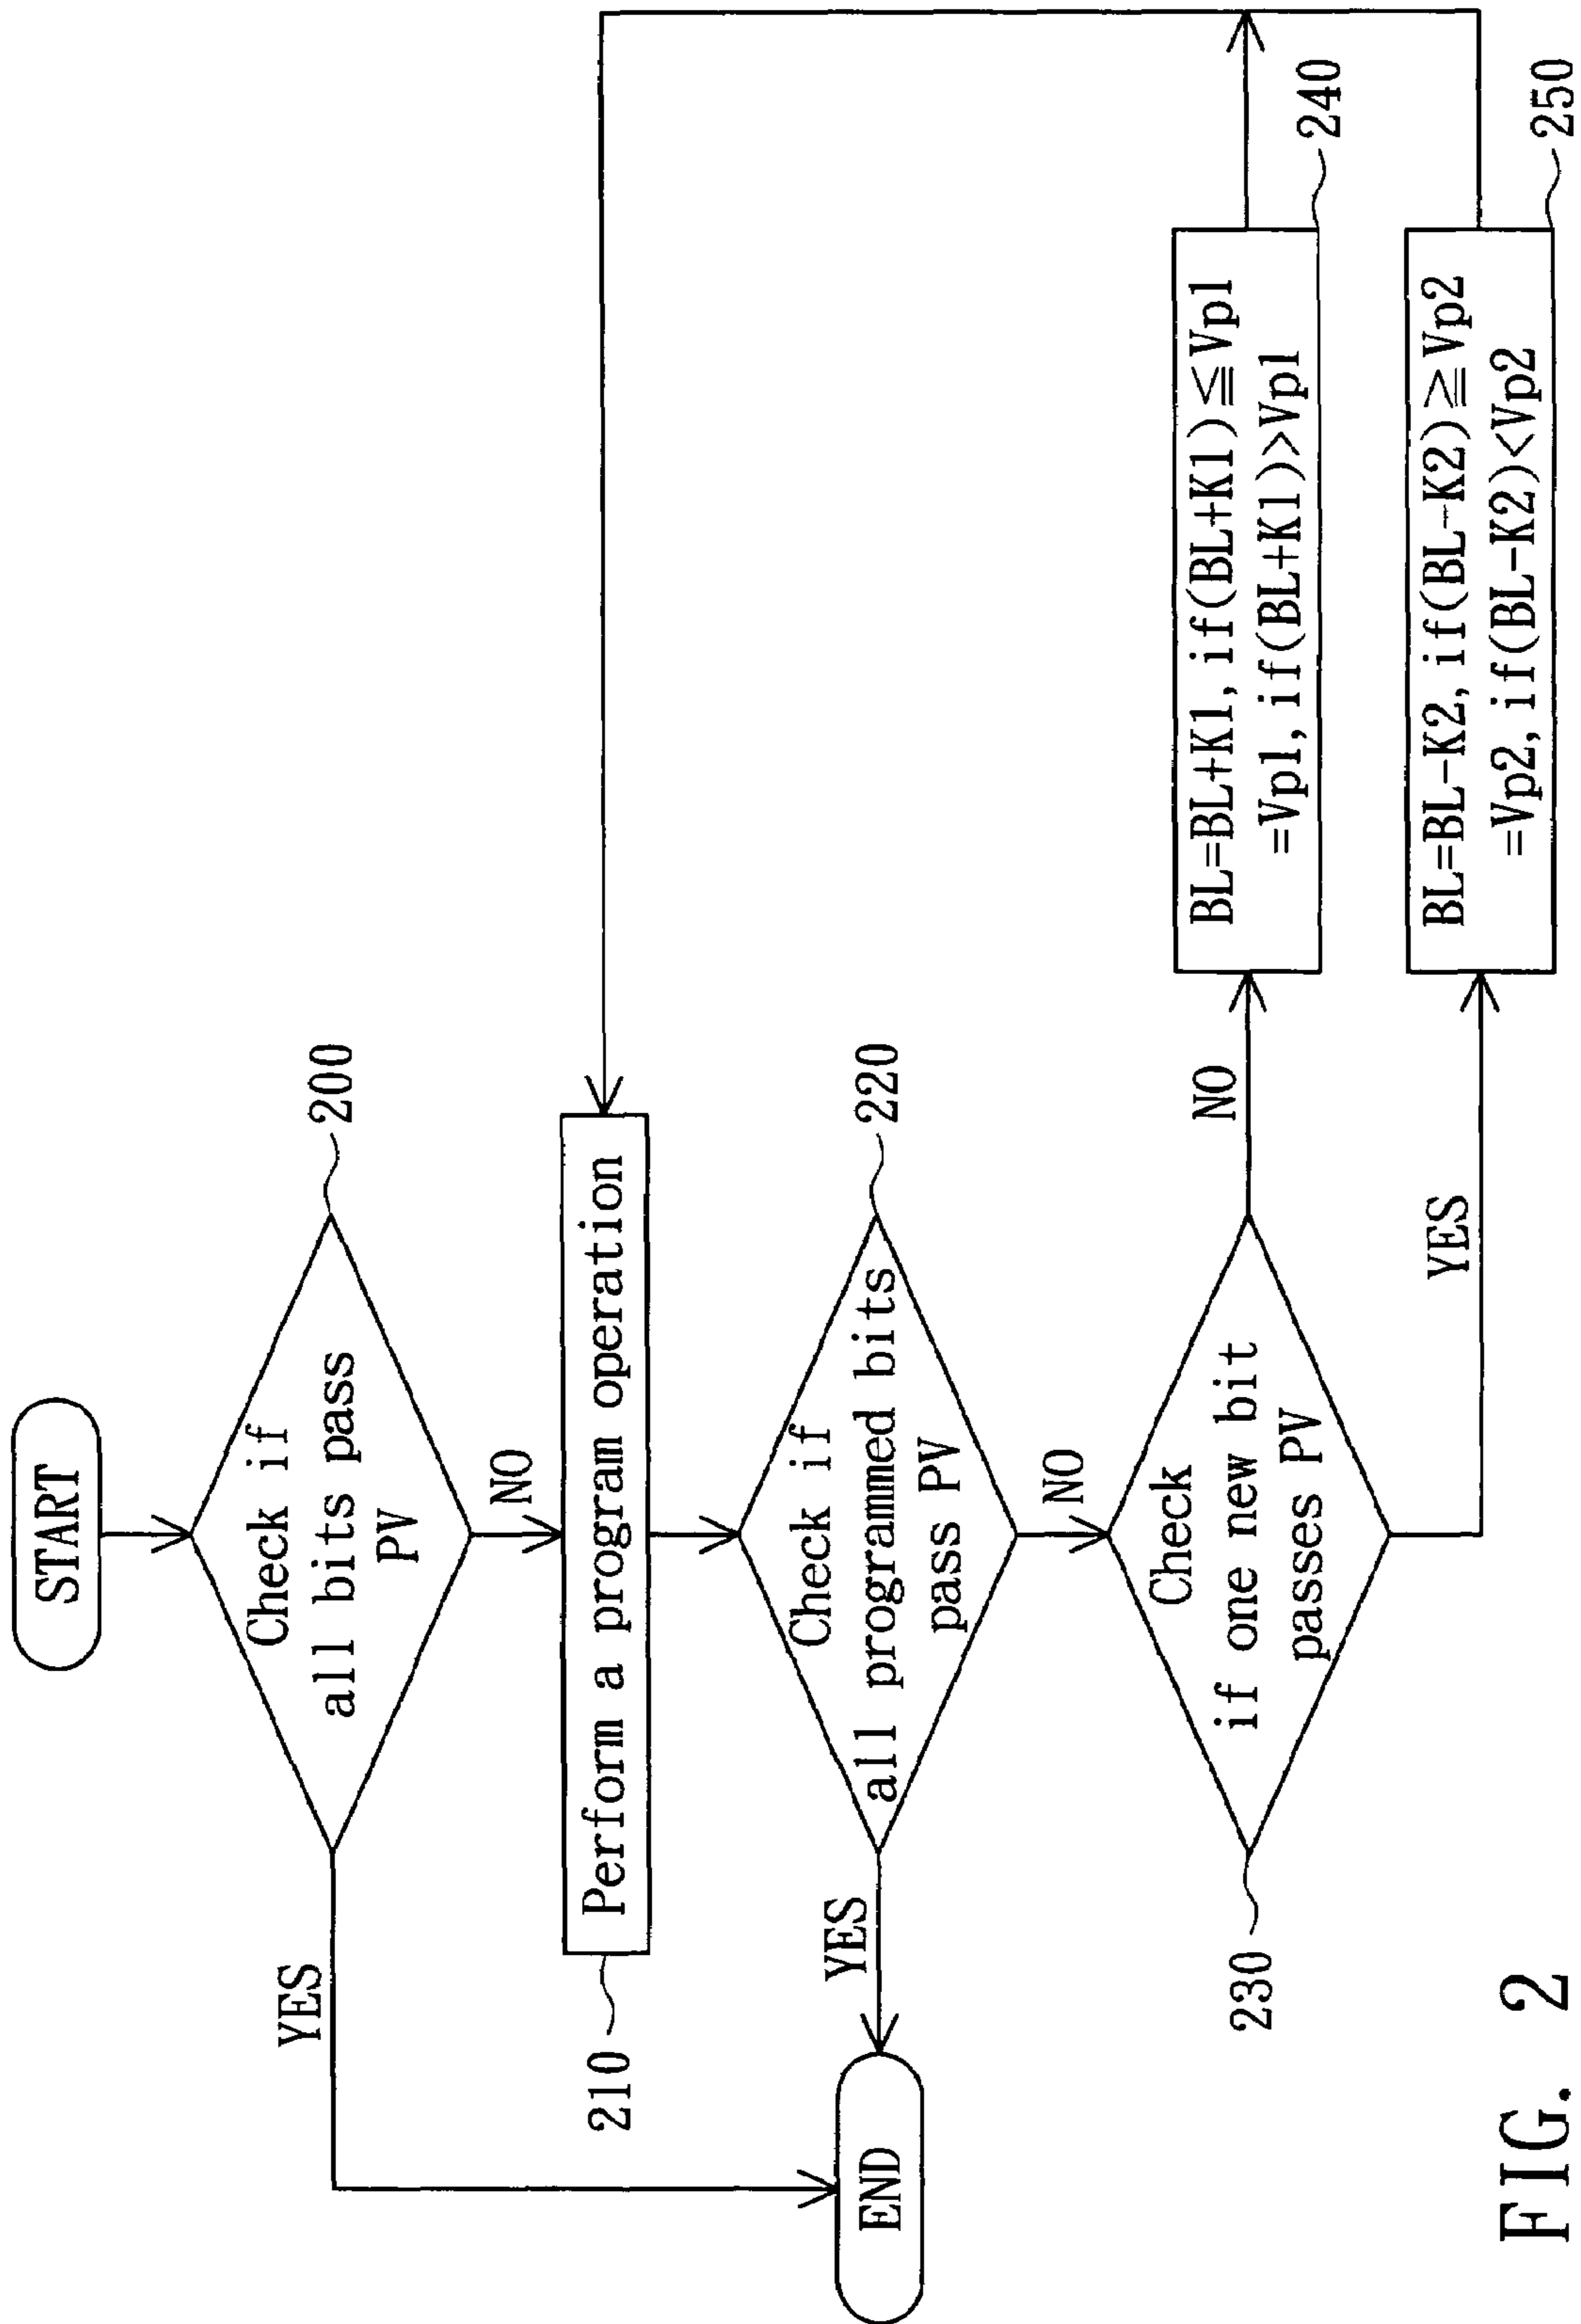 START
Check if
all bits pass
PV
200
YES
NO
Perform a program operation
210
Check if
all programmed bits
pass PV
220
YES
END
NO
Check
if one new bit
passes PV
230
NO
BL=BL+K1, if(BL+K1)≦Vp1
=Vp1, if(BL+K1)>Vp1
240
YES
BL=BL-K2, if(BL-K2)≧Vp2
=Vp2, if(BL-K2)<Vp2
250
FIG. 2